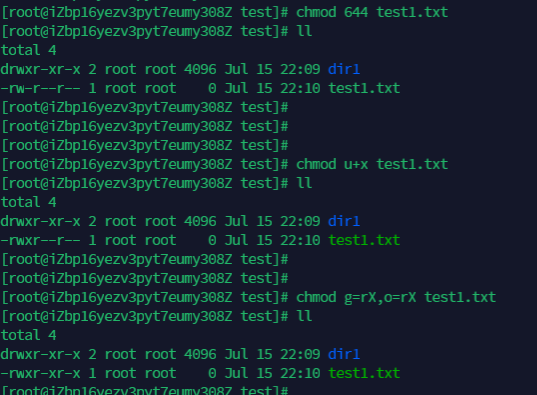 [root@iZbp16yezv3pyt7eumy308Z test]# chmod 644 test1.txt
[root@iZbp16yezv3pyt7eumy308Z test]# ll
total 4
drwxr-xr-x 2 root root 4096 Jul 15 22:09 dir1
-rw-r--r-- 1 root root    0 Jul 15 22:10 test1.txt
[root@iZbp16yezv3pyt7eumy308Z test]#
[root@iZbp16yezv3pyt7eumy308Z test]#
[root@iZbp16yezv3pyt7eumy308Z test]#
[root@iZbp16yezv3pyt7eumy308Z test]# chmod u+x test1.txt
[root@iZbp16yezv3pyt7eumy308Z test]# ll
total 4
drwxr-xr-x 2 root root 4096 Jul 15 22:09 dir1
-rwxr--r-- 1 root root    0 Jul 15 22:10 test1.txt
[root@iZbp16yezv3pyt7eumy308Z test]#
[root@iZbp16yezv3pyt7eumy308Z test]#
[root@iZbp16yezv3pyt7eumy308Z test]# chmod g=rX,o=rX test1.txt
[root@iZbp16yezv3pyt7eumy308Z test]# ll
total 4
drwxr-xr-x 2 root root 4096 Jul 15 22:09 dir1
-rwxr-xr-x 1 root root    0 Jul 15 22:10 test1.txt
[root@iZbp16yezv3pyt7eumy308Z test]#